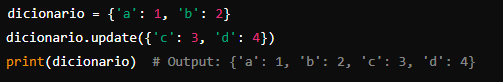 dicionario = {'a': 1, 'b': 2}
dicionario.update({'c': 3, 'd': 4})
print(dicionario)  # Output: {'a': 1, 'b': 2, 'c': 3, 'd': 4}